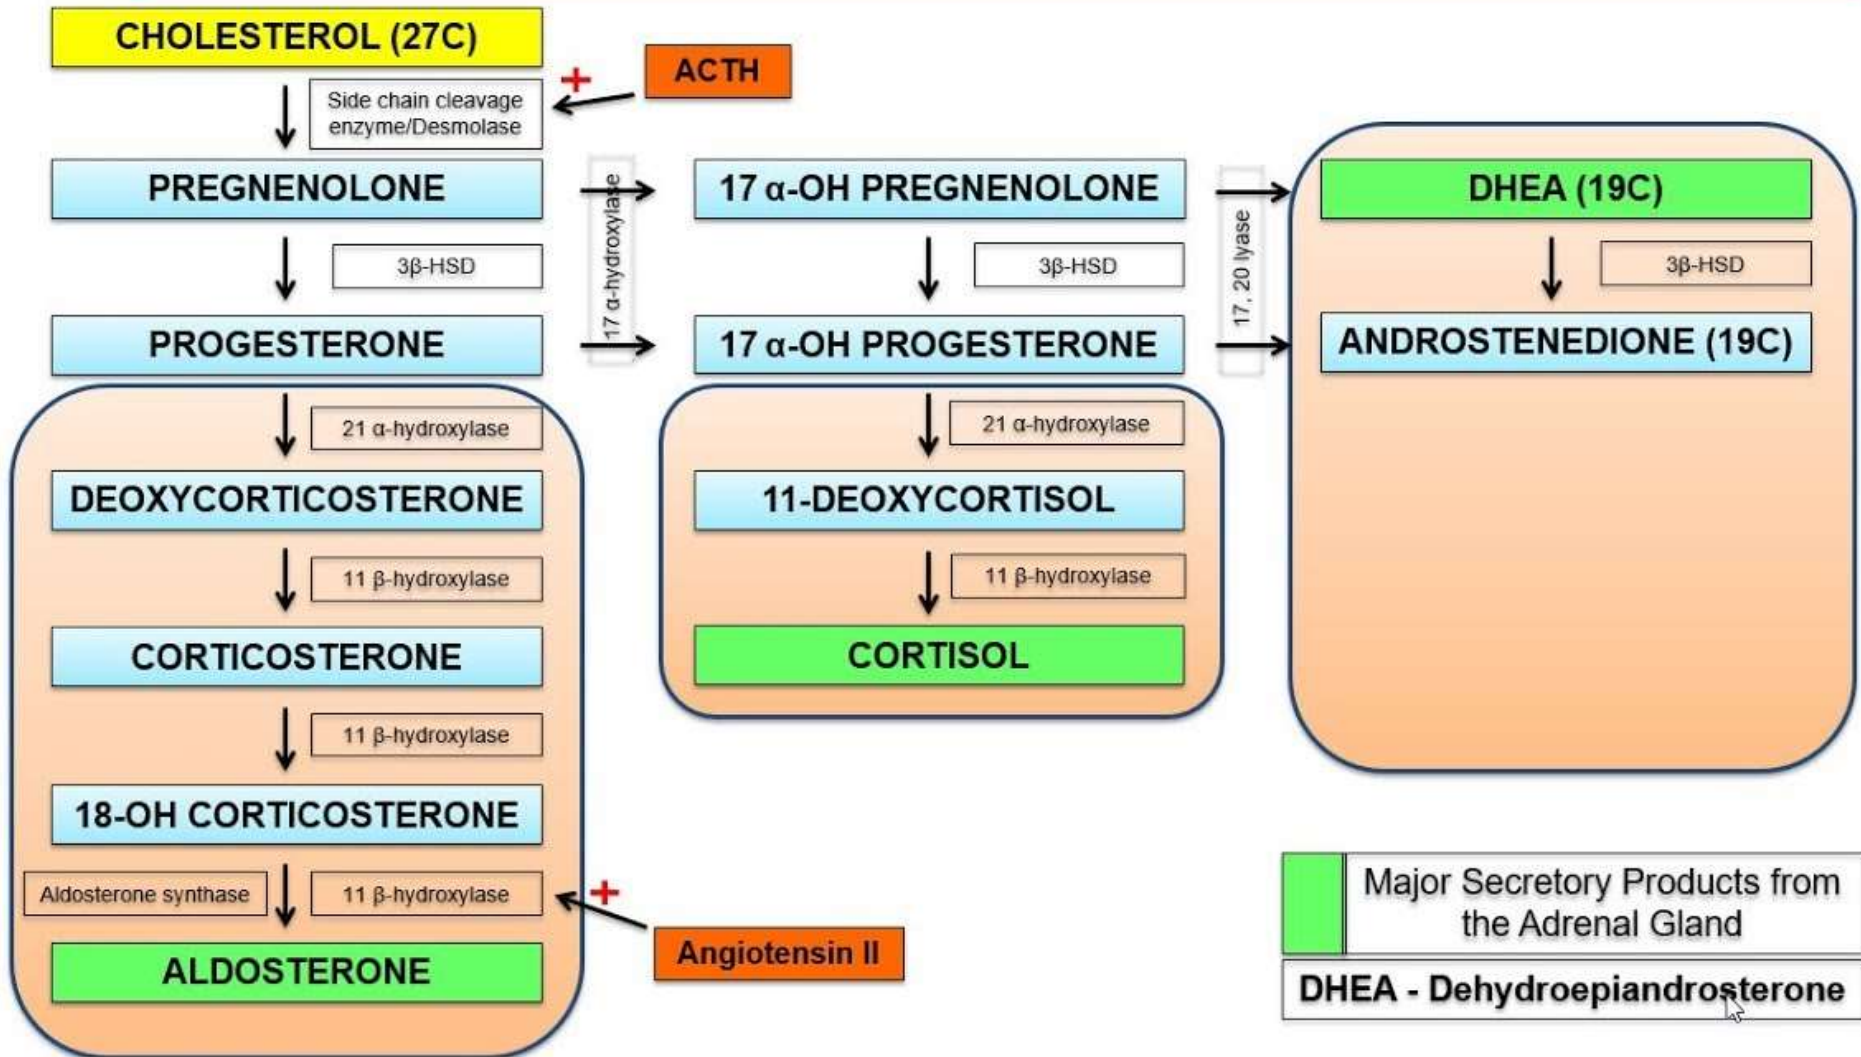 CHOLESTEROL (27C)
ACTH
+
Side chain cleavage
enzyme/Desmolase
PREGNENOLONE
17 α-hydroxylase
17 α-OH PREGNENOLONE
17, 20 lyase
DHEA (19C)
3β-HSD
3β-HSD
3β-HSD
PROGESTERONE
17 α-OH PROGESTERONE
ANDROSTENEDIONE (19C)
21 α-hydroxylase
21 α-hydroxylase
DEOXYCORTICOSTERONE
11-DEOXYCORTISOL
11 β-hydroxylase
11 β-hydroxylase
CORTICOSTERONE
CORTISOL
11 β-hydroxylase
18-OH CORTICOSTERONE
Aldosterone synthase
11 β-hydroxylase
+
Angiotensin II
ALDOSTERONE
Major Secretory Products from
the Adrenal Gland
DHEA - Dehydroepiandrosterone